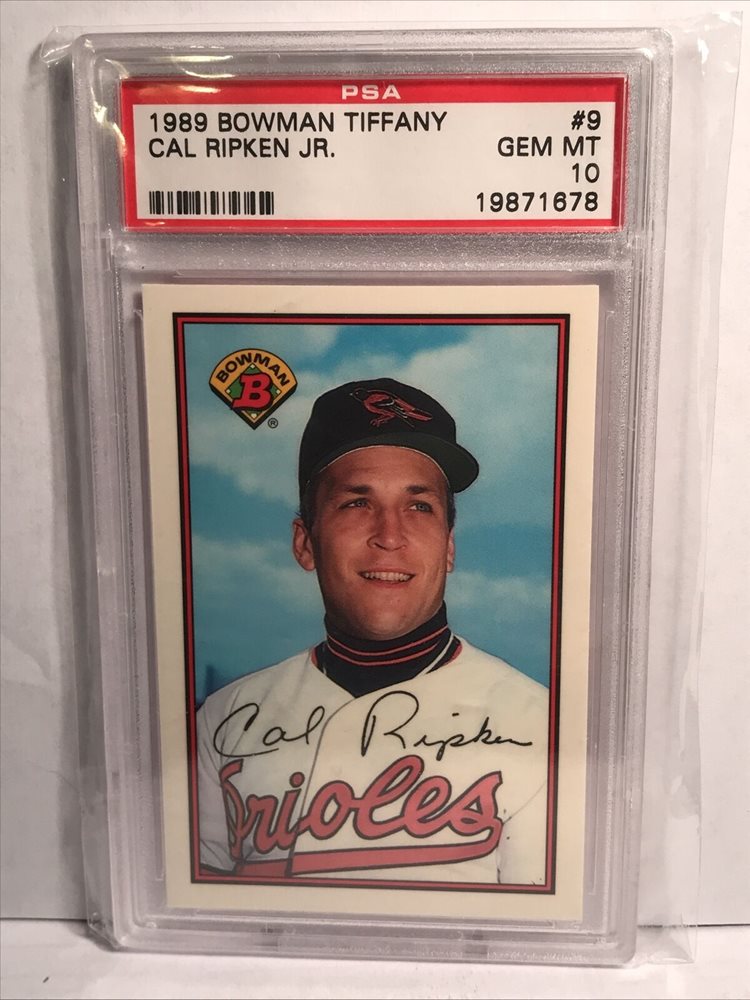 PSA
1989 BOWMAN TIFFANY #9
CAL RIPKEN JR. GEM MT
10
19871678
BOWMAN
B
®
Cal Ripken
Orioles